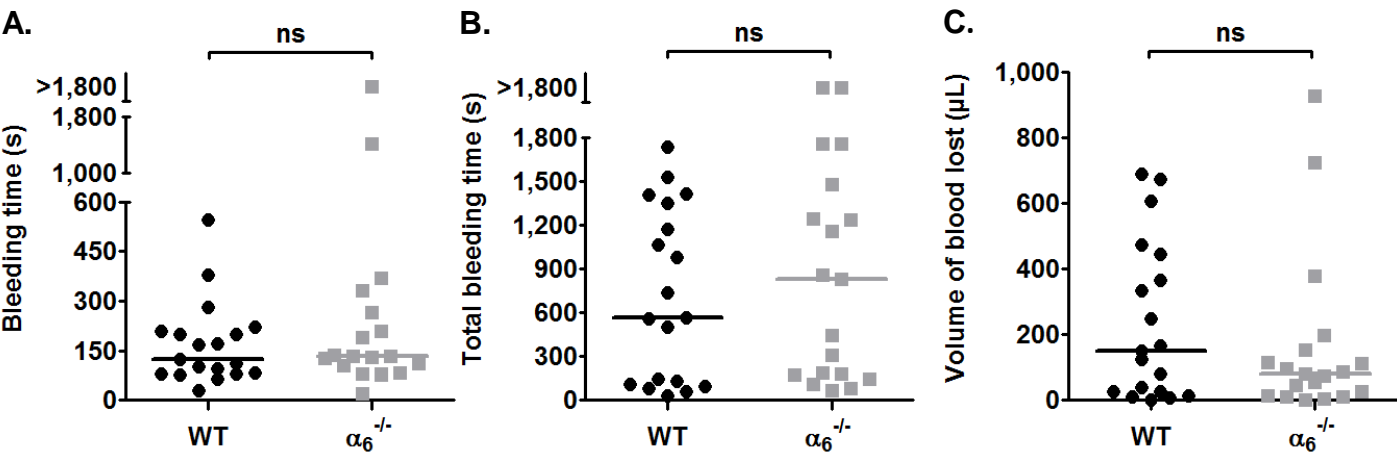 A.
ns
Bleeding time (s)
>1,800
1,800
1,000
600
450
300
150
0
WT
α6-/-
B.
ns
Total bleeding time (s)
>1,800
1,800
1,500
1,200
900
600
300
0
WT
α6-/-
C.
ns
Volume of blood lost (µL)
1,000
800
600
400
200
0
WT
α6-/-